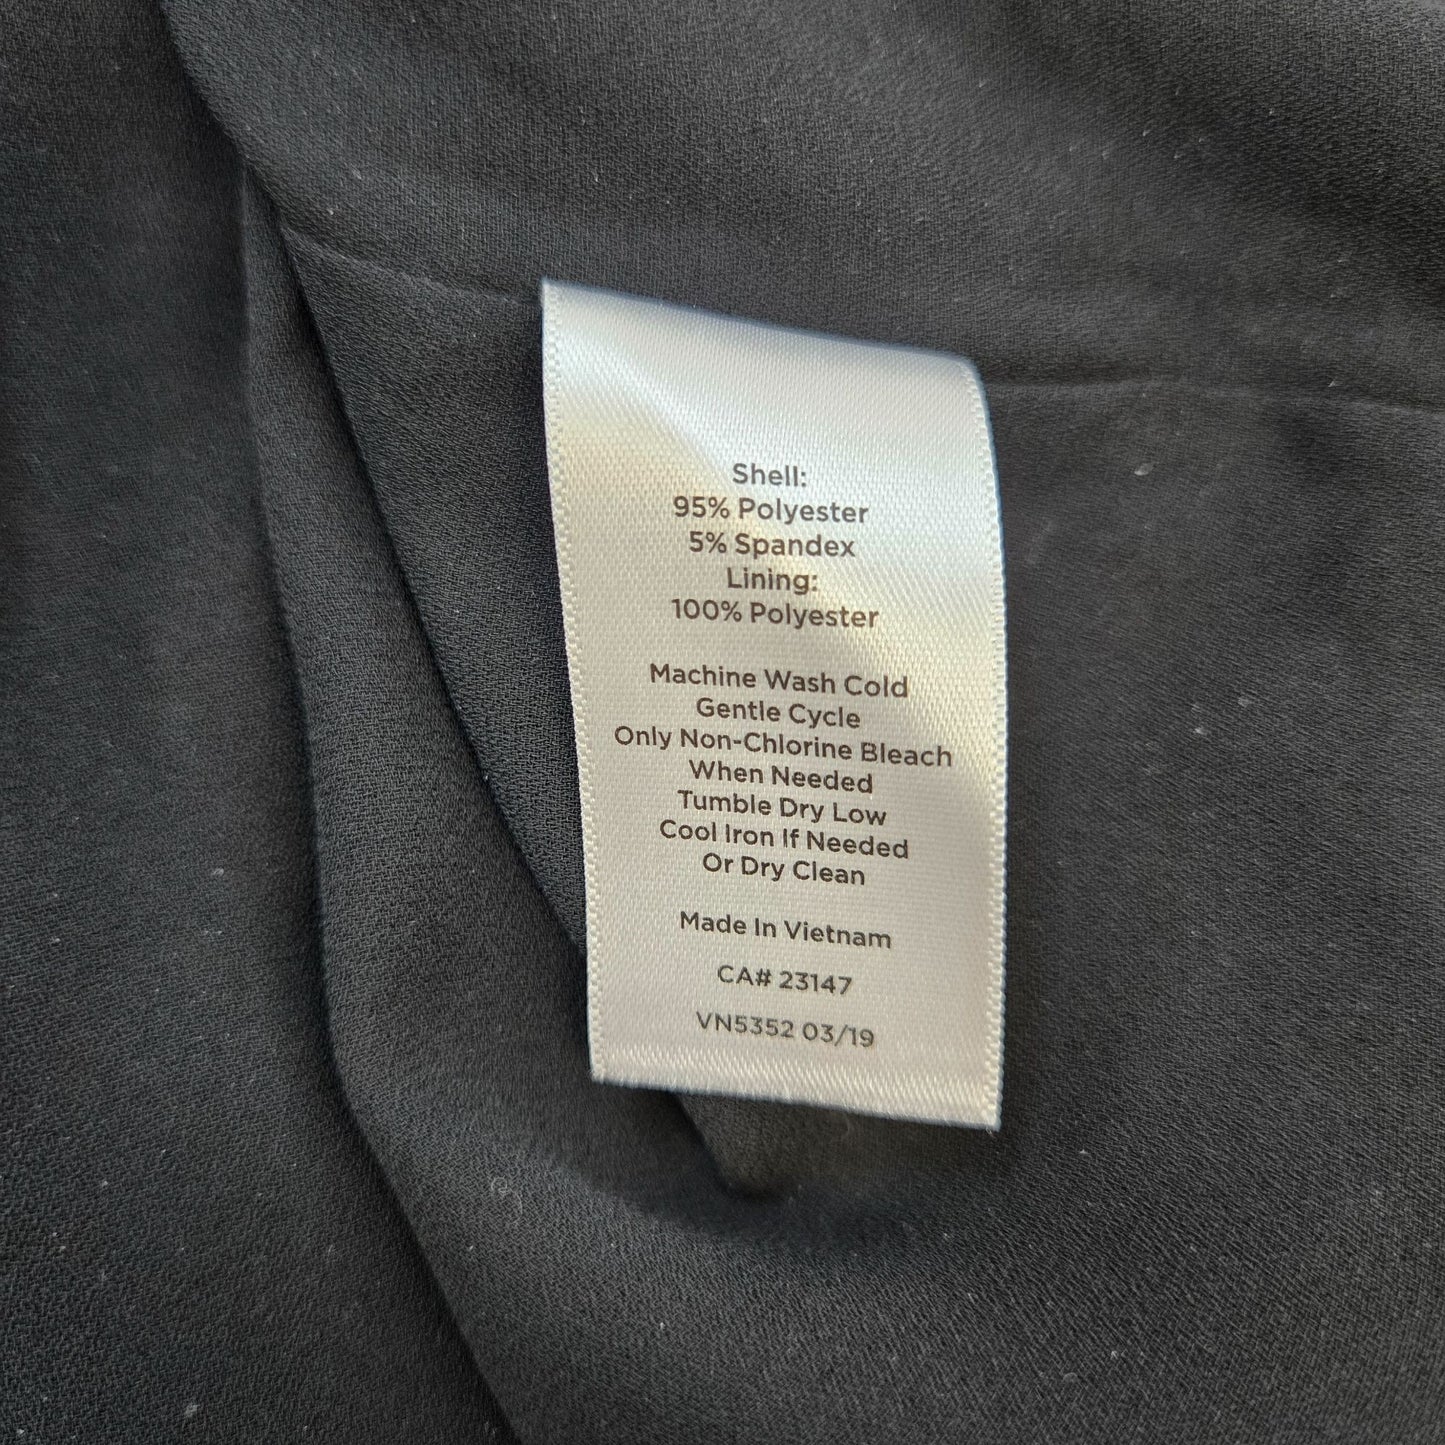 Shell:
95% Polyester
5% Spandex
Lining:
100% Polyester
Machine Wash Cold
Gentle Cycle
Only Non-Chlorine Bleach
When Needed
Tumble Dry Low
Cool Iron If Needed
Or Dry Clean
Made In Vietnam
CA# 23147
VN5352 03/19